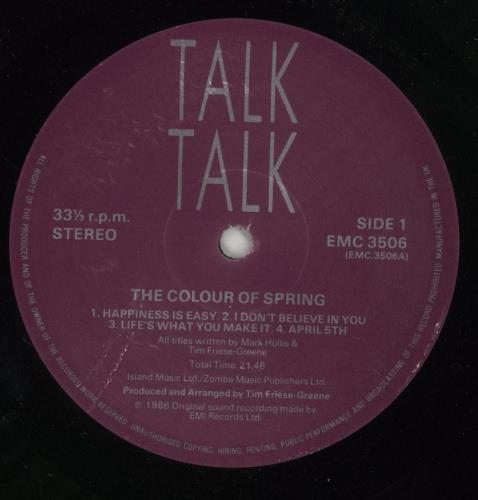 TALK
TALK
33⅓ r.p.m.
STEREO
SIDE 1
EMC 3506
(EMC.3506A)
THE COLOUR OF SPRING
1. HAPPINESS IS EASY. 2. I DON'T BELIEVE IN YOU
3. LIFE'S WHAT YOU MAKE IT. 4. APRIL 5TH
All titles written by Mark Hollis &
Tim Friese-Greene
Total Time: 21.46
Island Music Ltd./Zomba Music Publishers Ltd.
Produced and Arranged by Tim Friese-Greene
℗ 1986 Original sound recording made by
EMI Records Ltd.
ALL RIGHTS OF THE PRODUCER AND OF THE OWNER OF THE RECORDED WORK RESERVED. UNAUTHORISED COPYING, HIRING, RENTING, PUBLIC PERFORMANCE AND BROADCASTING OF THIS RECORD PROHIBITED. MANUFACTURED IN THE UK